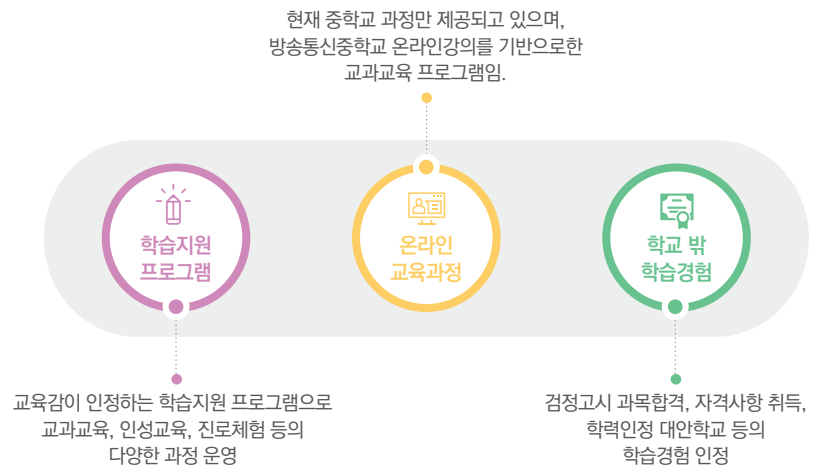 현재 중학교 과정만 제공되고 있으며,
방송통신중학교 온라인강의를 기반으로한
교과교육 프로그램임.
학습지원
프로그램
온라인
교육과정
학교 밖
학습경험
교육감이 인정하는 학습지원 프로그램으로
교과교육, 인성교육, 진로체험 등의
다양한 과정 운영
검정고시 과목합격, 자격사항 취득,
학력인정 대안학교 등의
학습경험 인정